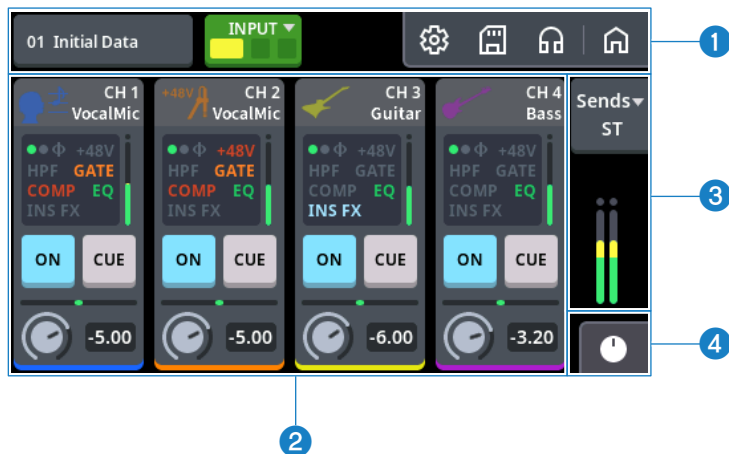 01 Initial Data
INPUT
1
CH 1
VocalMic
Φ +48V
HPF GATE
COMP EQ
INS FX
ON CUE
-5.00
+48V
CH 2
VocalMic
Φ +48V
HPF GATE
COMP EQ
INS FX
ON CUE
-5.00
CH 3
Guitar
Φ +48V
HPF GATE
COMP EQ
INS FX
ON CUE
-6.00
CH 4
Bass
Φ +48V
HPF GATE
COMP EQ
INS FX
ON CUE
-3.20
Sends
ST
3
4
2